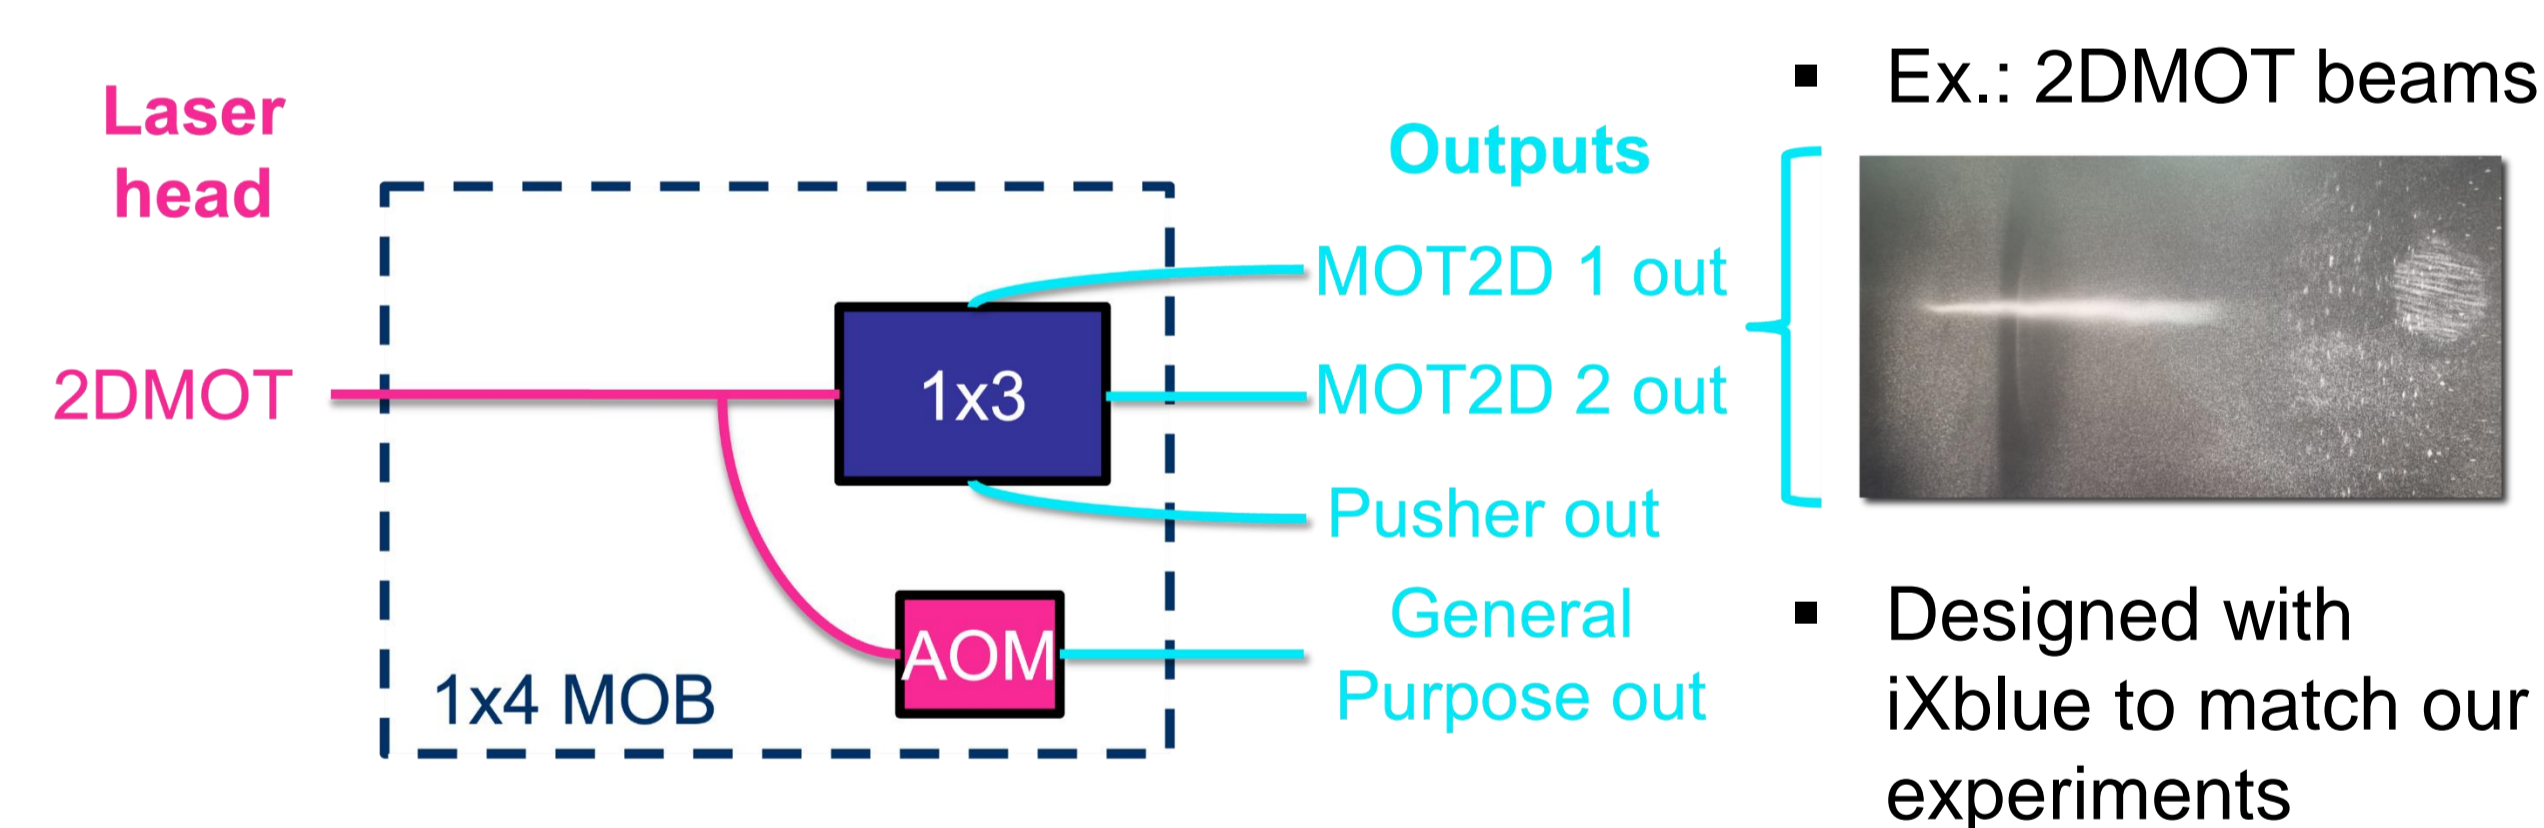 Laser
head
2DMOT
1x4 MOB
1x3
AOM
Outputs
MOT2D 1 out
MOT2D 2 out
Pusher out
General
Purpose out
▪ Ex.: 2DMOT beams
▪ Designed with
iXblue to match our
experiments